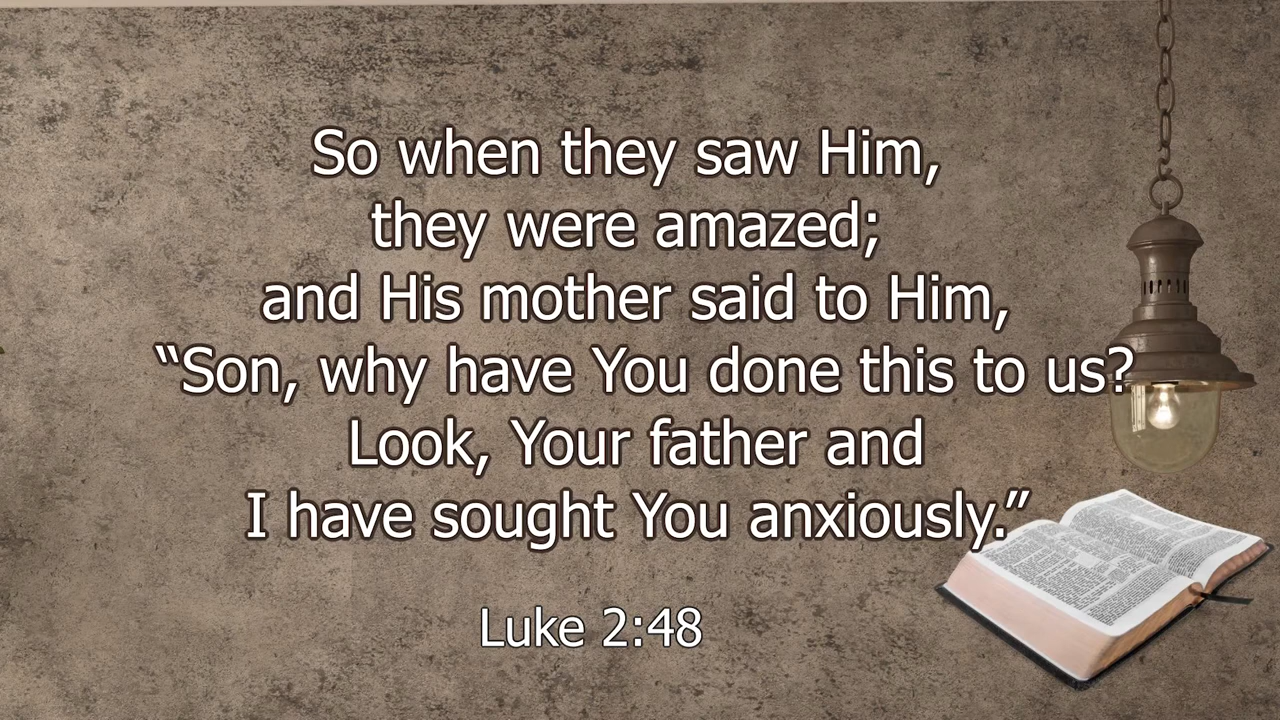 So when they saw Him,
they were amazed;
and His mother said to Him,
“Son, why have You done this to us?
Look, Your father and
I have sought You anxiously.”
Luke 2:48